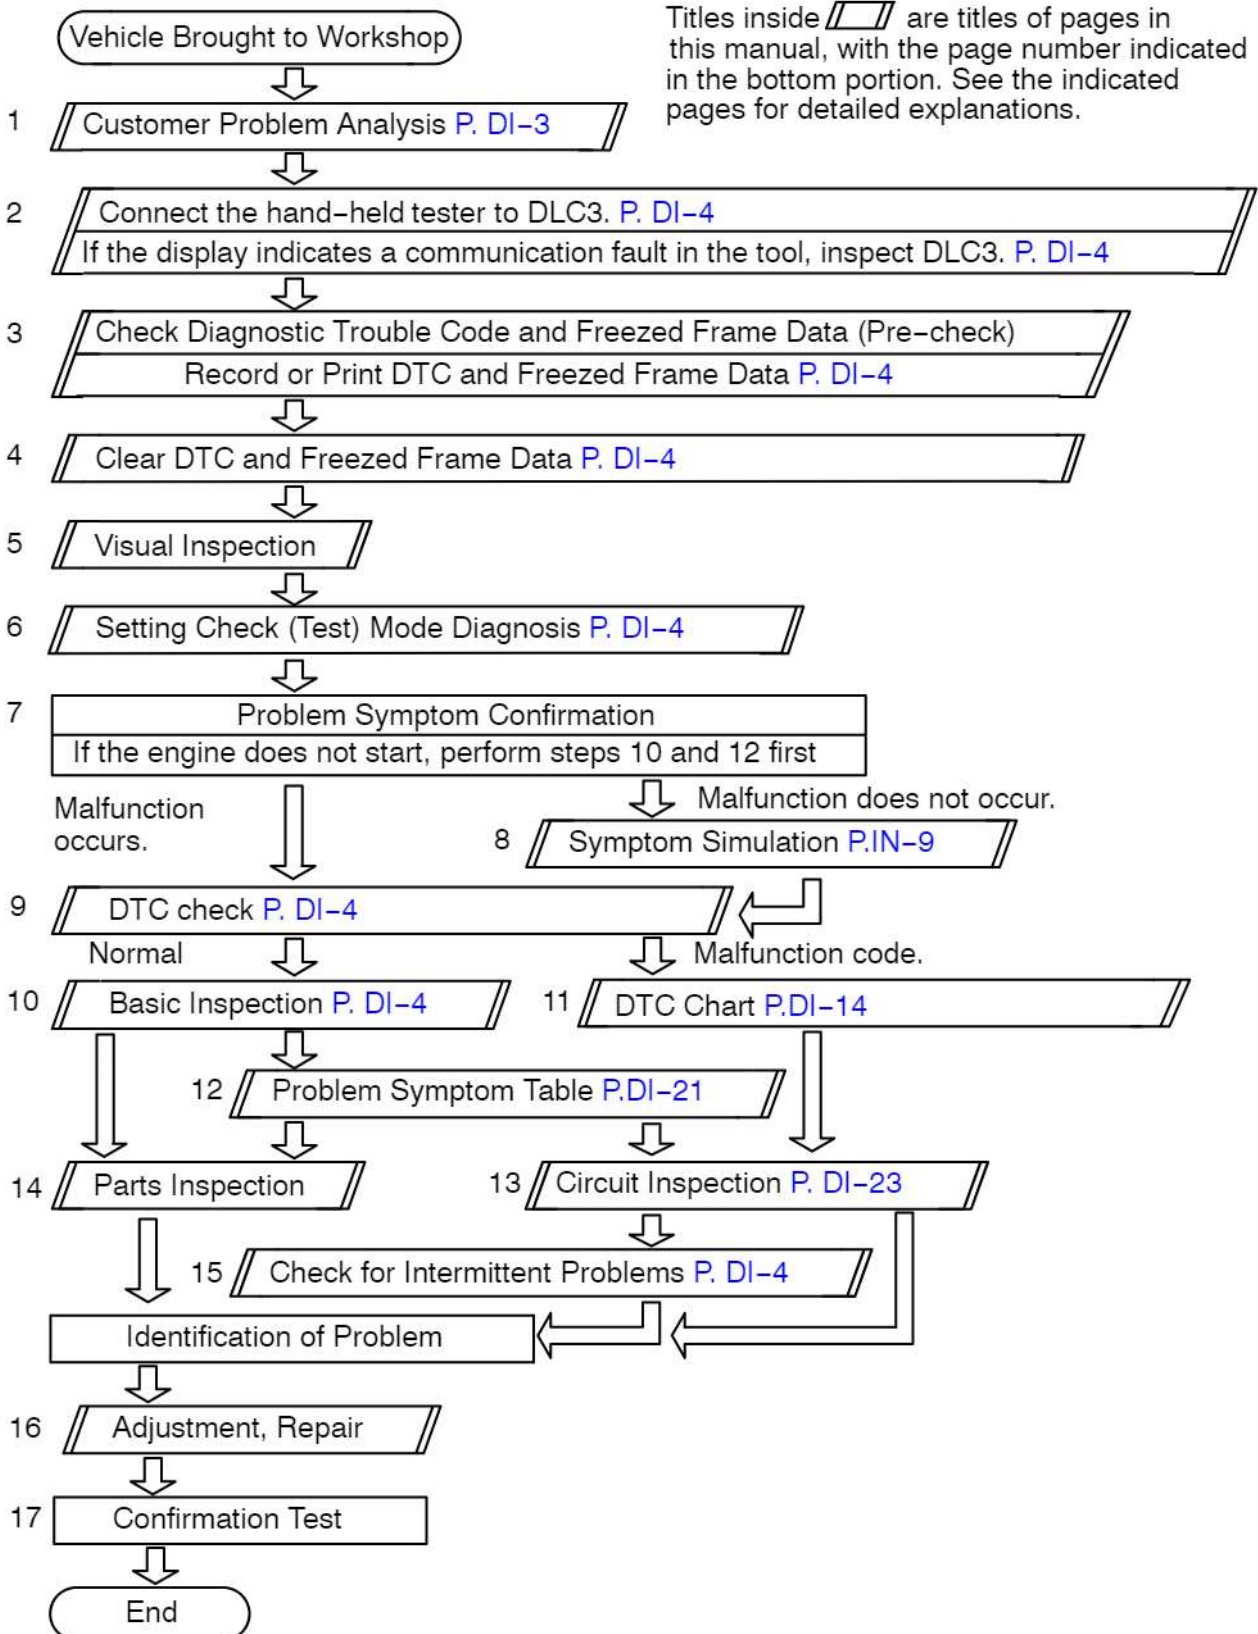 Vehicle Brought to Workshop
Titles inside are titles of pages in
this manual, with the page number indicated
in the bottom portion. See the indicated
pages for detailed explanations.
1 Customer Problem Analysis P. DI–3
2 Connect the hand–held tester to DLC3. P. DI–4
If the display indicates a communication fault in the tool, inspect DLC3. P. DI–4
3 Check Diagnostic Trouble Code and Freezed Frame Data (Pre–check)
Record or Print DTC and Freezed Frame Data P. DI–4
4 Clear DTC and Freezed Frame Data P. DI–4
5 Visual Inspection
6 Setting Check (Test) Mode Diagnosis P. DI–4
7 Problem Symptom Confirmation
If the engine does not start, perform steps 10 and 12 first
Malfunction
occurs.
Malfunction does not occur.
8 Symptom Simulation P.IN–9
9 DTC check P. DI–4
Normal
Malfunction code.
10 Basic Inspection P. DI–4
11 DTC Chart P.DI–14
12 Problem Symptom Table P.DI–21
14 Parts Inspection
13 Circuit Inspection P. DI–23
15 Check for Intermittent Problems P. DI–4
Identification of Problem
16 Adjustment, Repair
17 Confirmation Test
End